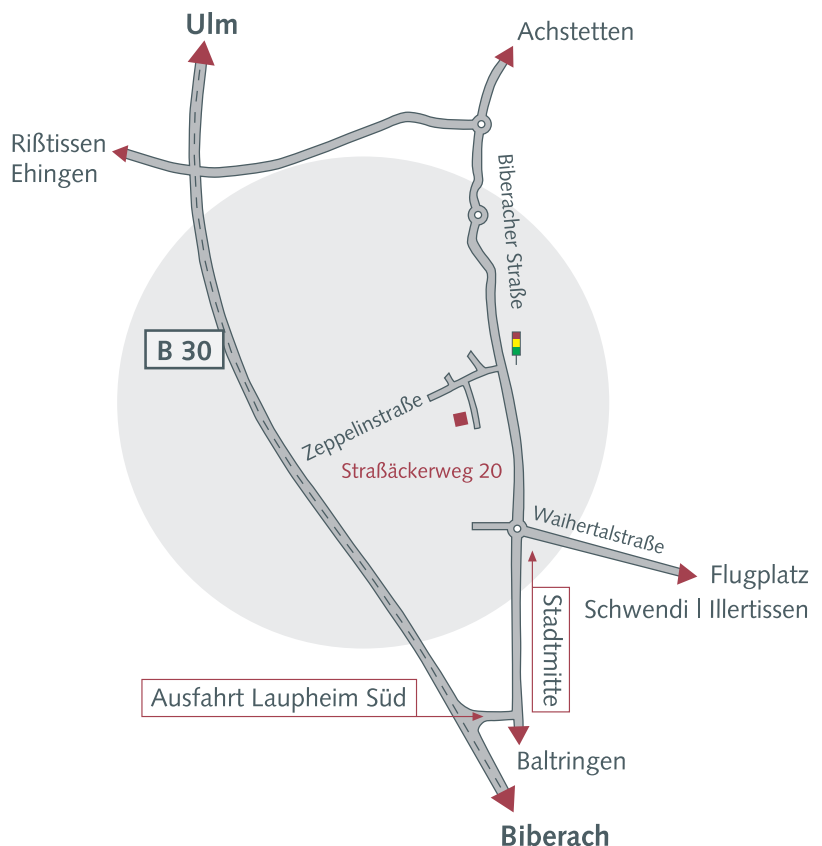 Ulm
Achstetten
Rißtissen
Ehingen
Biberacher Straße
B 30
Zeppelinstraße
Straßäckerweg 20
Waihertalstraße
Flugplatz
Schwendi | Illertissen
Stadtmitte
Ausfahrt Laupheim Süd
Baltringen
Biberach